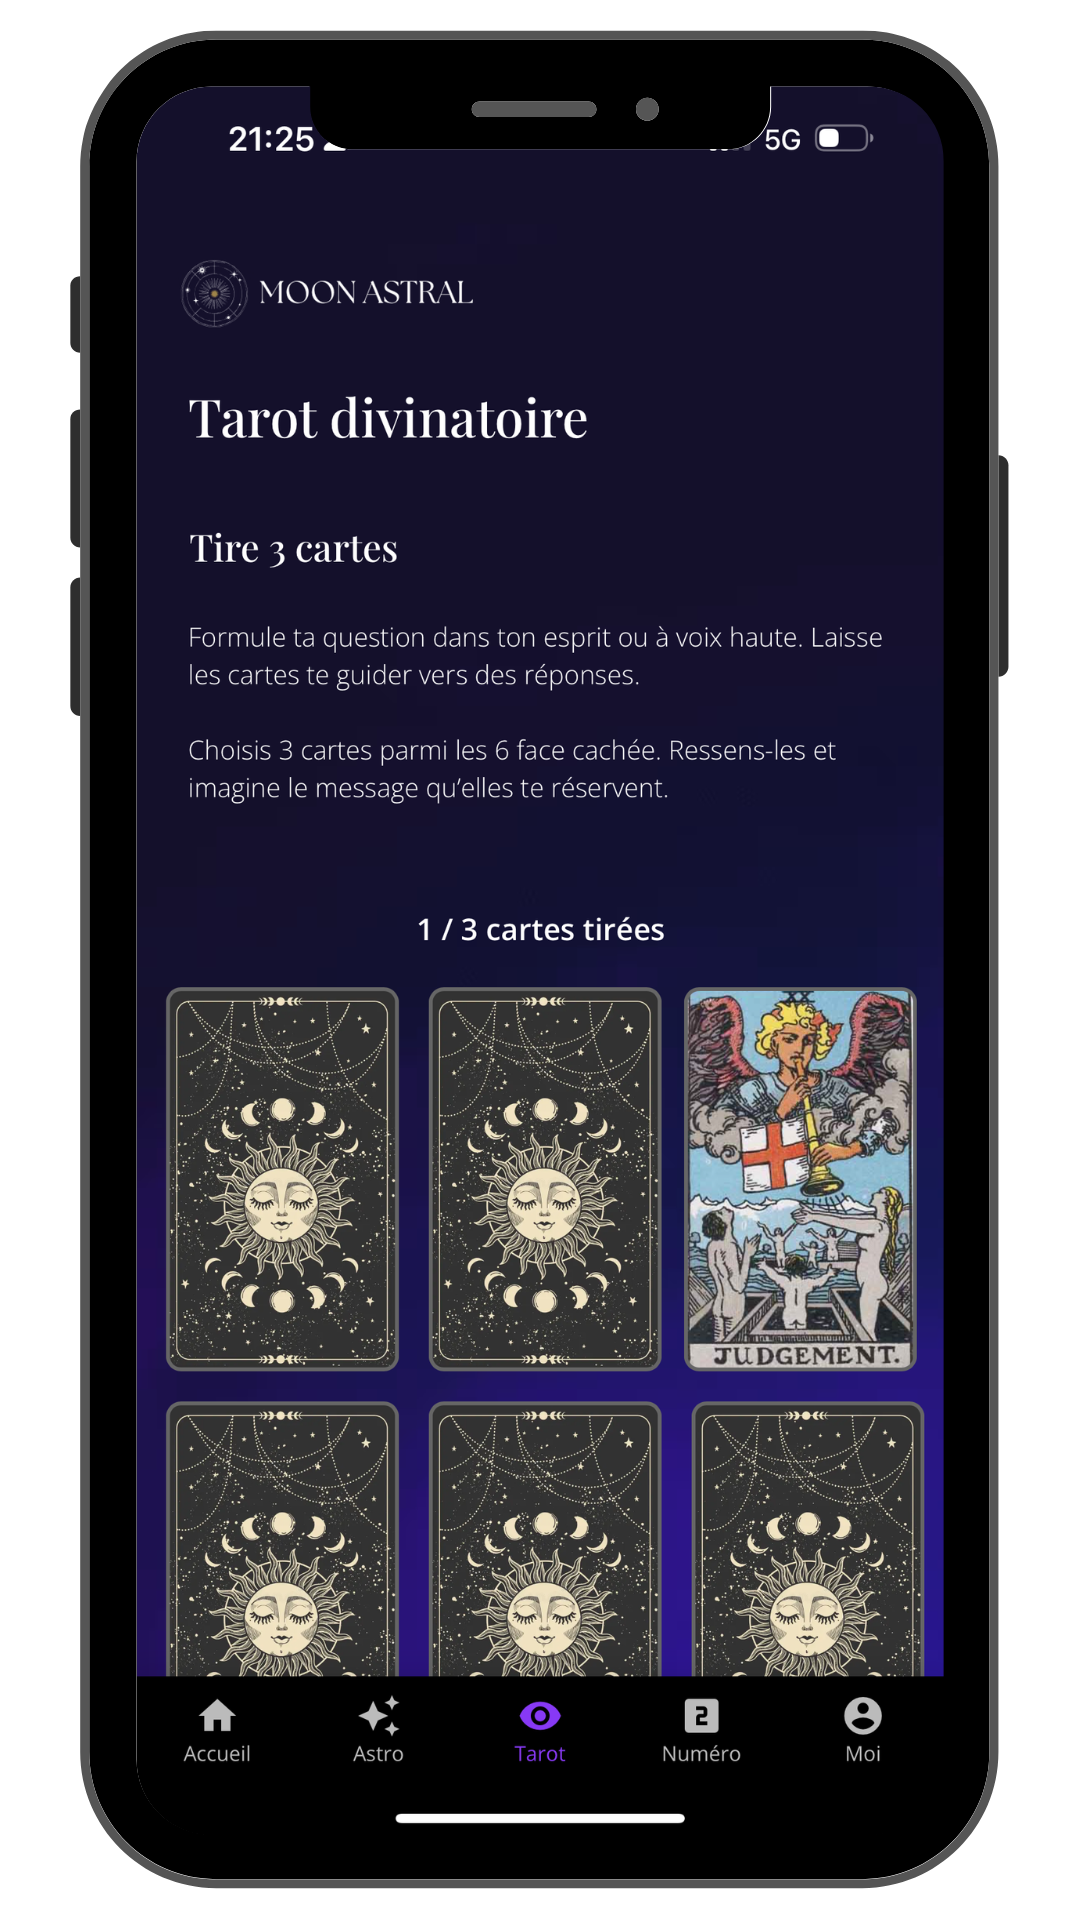 21:25
5G
MOON ASTRAL
Tarot divinatoire
Tire 3 cartes
Formule ta question dans ton esprit ou à voix haute. Laisse
les cartes te guider vers des réponses.
Choisis 3 cartes parmi les 6 face cachée. Ressens-les et
imagine le message qu’elles te réservent.
1 / 3 cartes tirées
XX
JUDGEMENT.
2
Accueil
Astro
Tarot
Numéro
Moi